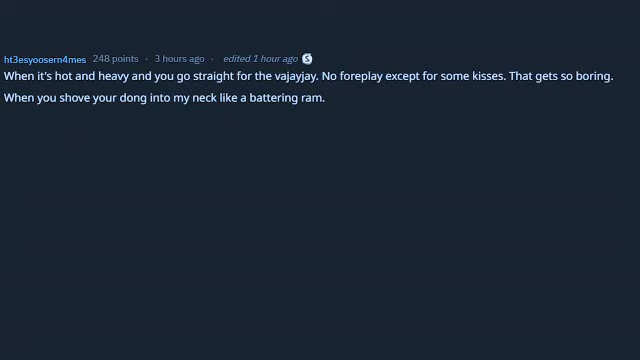 ht3esyoosern4mes 248 points · 3 hours ago · edited 1 hour ago S
When it's hot and heavy and you go straight for the vajayjay. No foreplay except for some kisses. That gets so boring.
When you shove your dong into my neck like a battering ram.